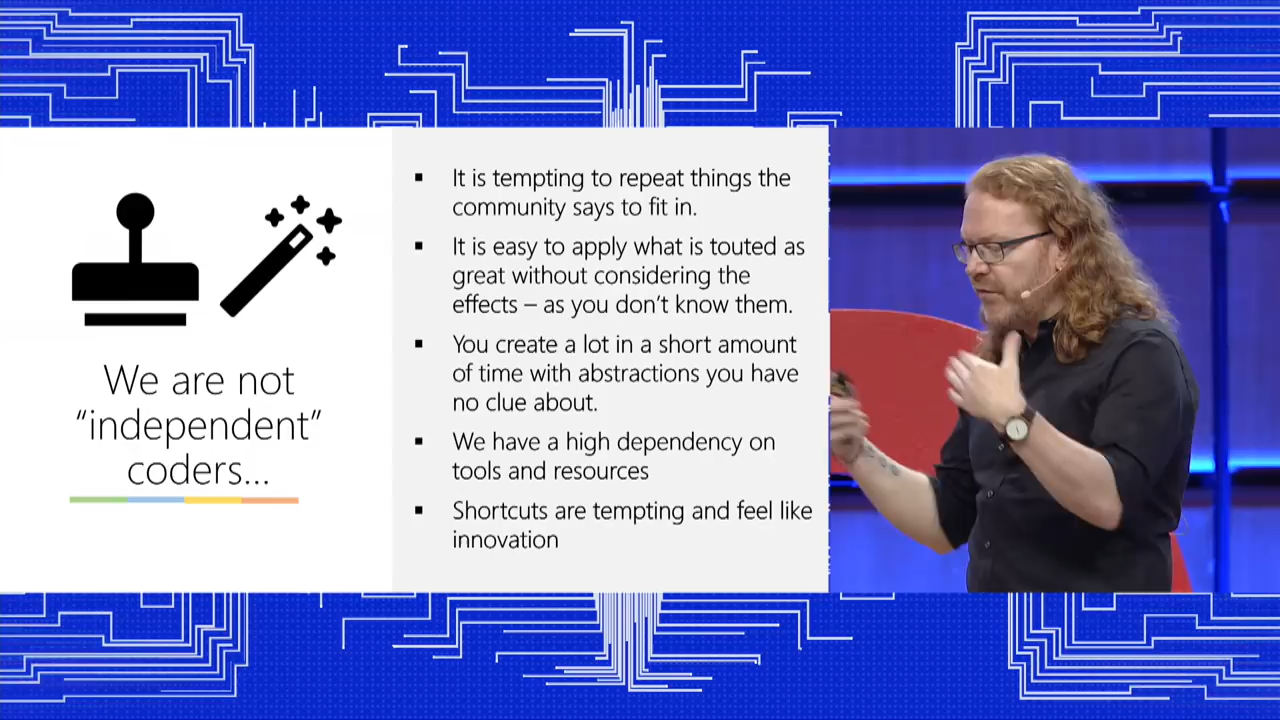 We are not
“independent”
coders...
It is tempting to repeat things the
community says to fit in.
It is easy to apply what is touted as
great without considering the
effects – as you don’t know them.
You create a lot in a short amount
of time with abstractions you have
no clue about.
We have a high dependency on
tools and resources
Shortcuts are tempting and feel like
innovation